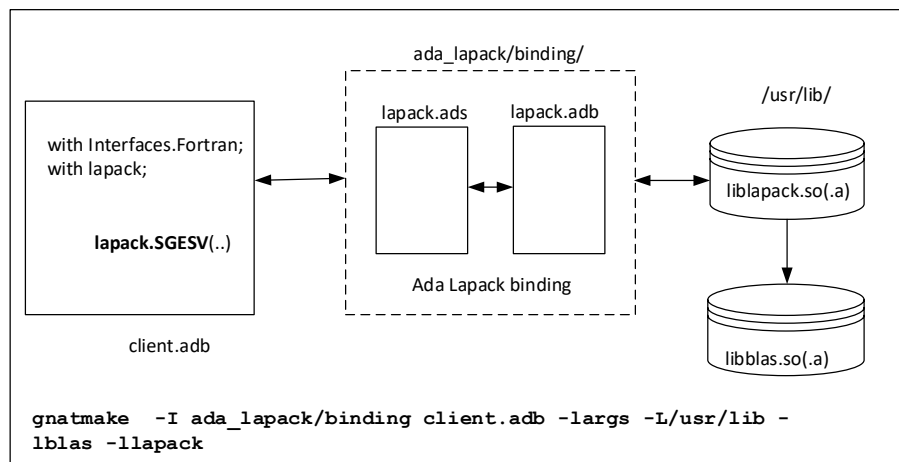 ada_lapack/binding/
/usr/lib/
lapack.ads
lapack.adb
with Interfaces.Fortran;
with lapack;
lapack.SGESV(..)
liblapack.so(.a)
Ada Lapack binding
client.adb
libblas.so(.a)
gnatmake -I ada_lapack/binding client.adb -largs -L/usr/lib -
lblas -llapack